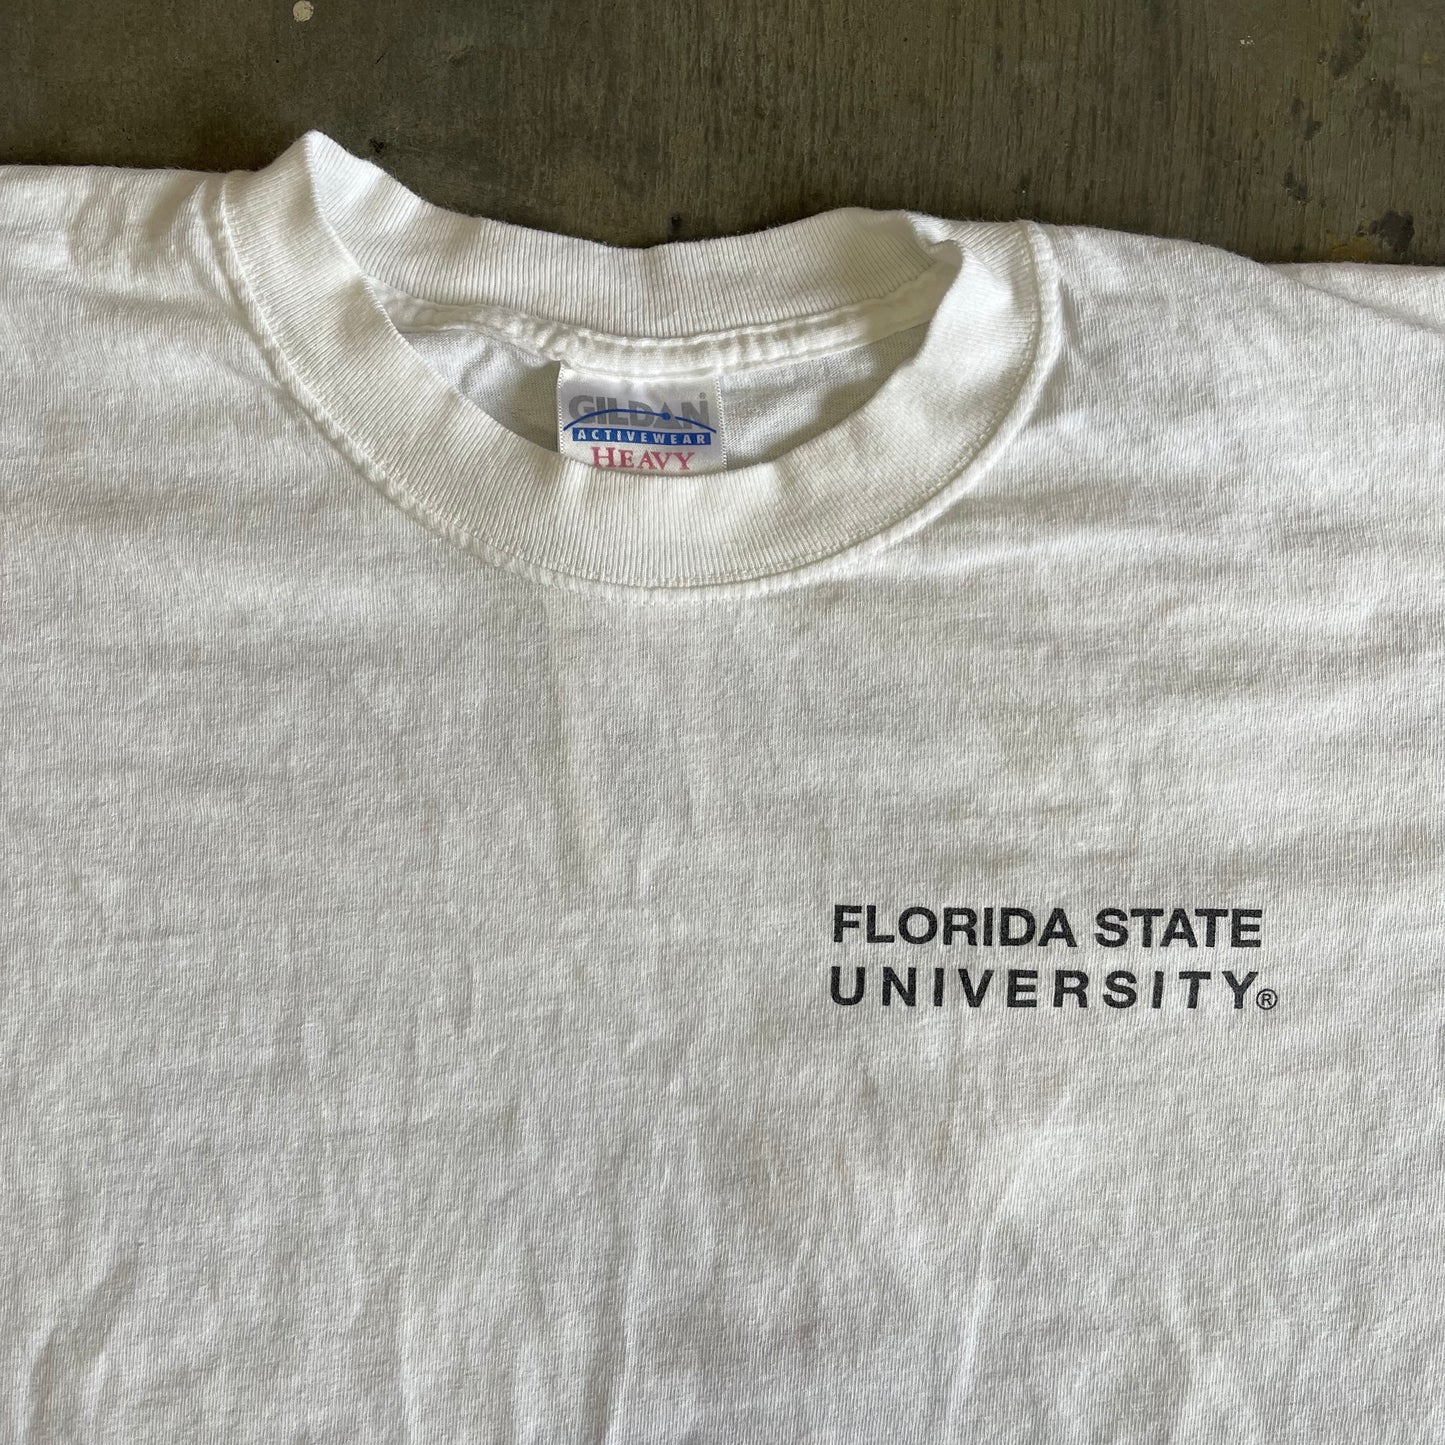 GILDAN®
ACTIVEWEAR
HEAVY
FLORIDA STATE
UNIVERSITY®